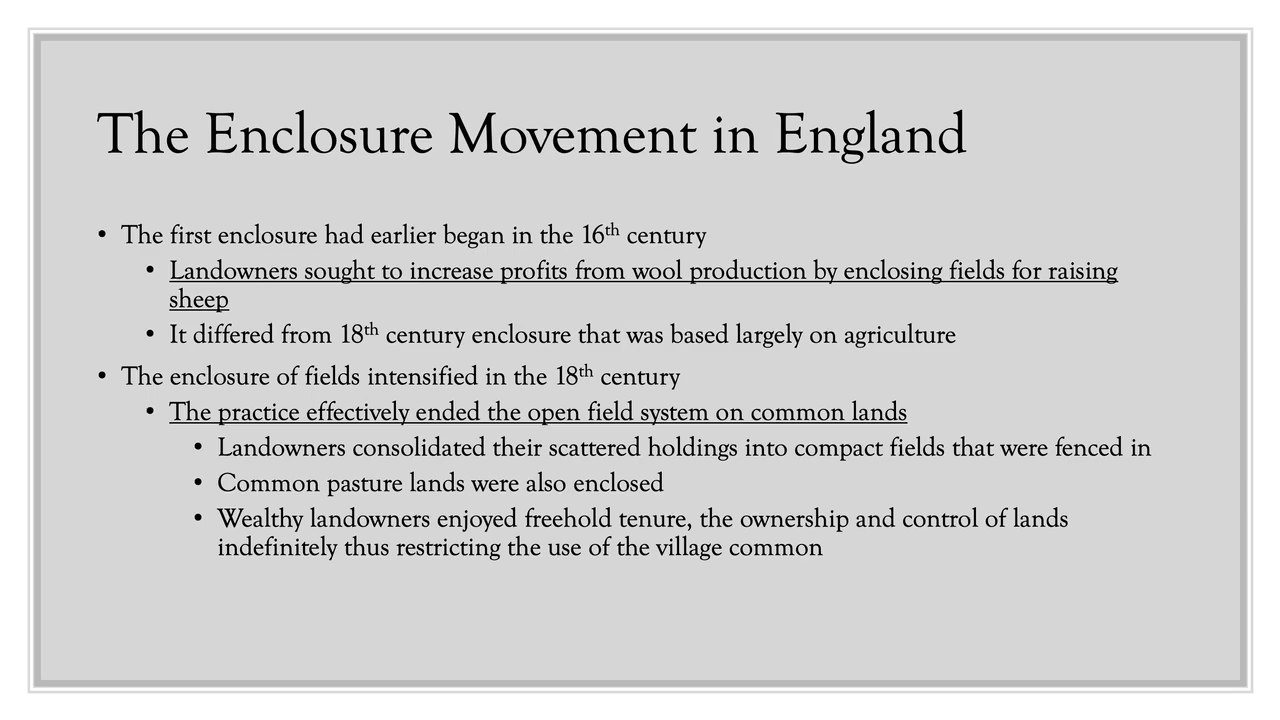 The Enclosure Movement in England
• The first enclosure had earlier began in the 16th century
• Landowners sought to increase profits from wool production by enclosing fields for raising
sheep
• It differed from 18th century enclosure that was based largely on agriculture
• The enclosure of fields intensified in the 18th century
• The practice effectively ended the open field system on common lands
• Landowners consolidated their scattered holdings into compact fields that were fenced in
• Common pasture lands were also enclosed
• Wealthy landowners enjoyed freehold tenure, the ownership and control of lands
indefinitely thus restricting the use of the village common